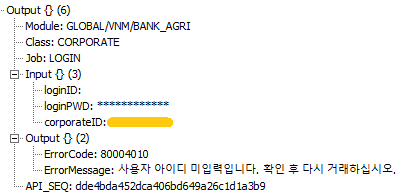 Output {} (6)
Module: GLOBAL/VNM/BANK_AGRI
Class: CORPORATE
Job: LOGIN
Input {} (3)
loginID:
loginPWD: ************
corporateID:
Output {} (2)
ErrorCode: 80004010
ErrorMessage: 사용자 아이디 미입력입니다. 확인 후 다시 거래하십시오.
API_SEQ: dde4bda452dca406bd649a26c1d1a3b9